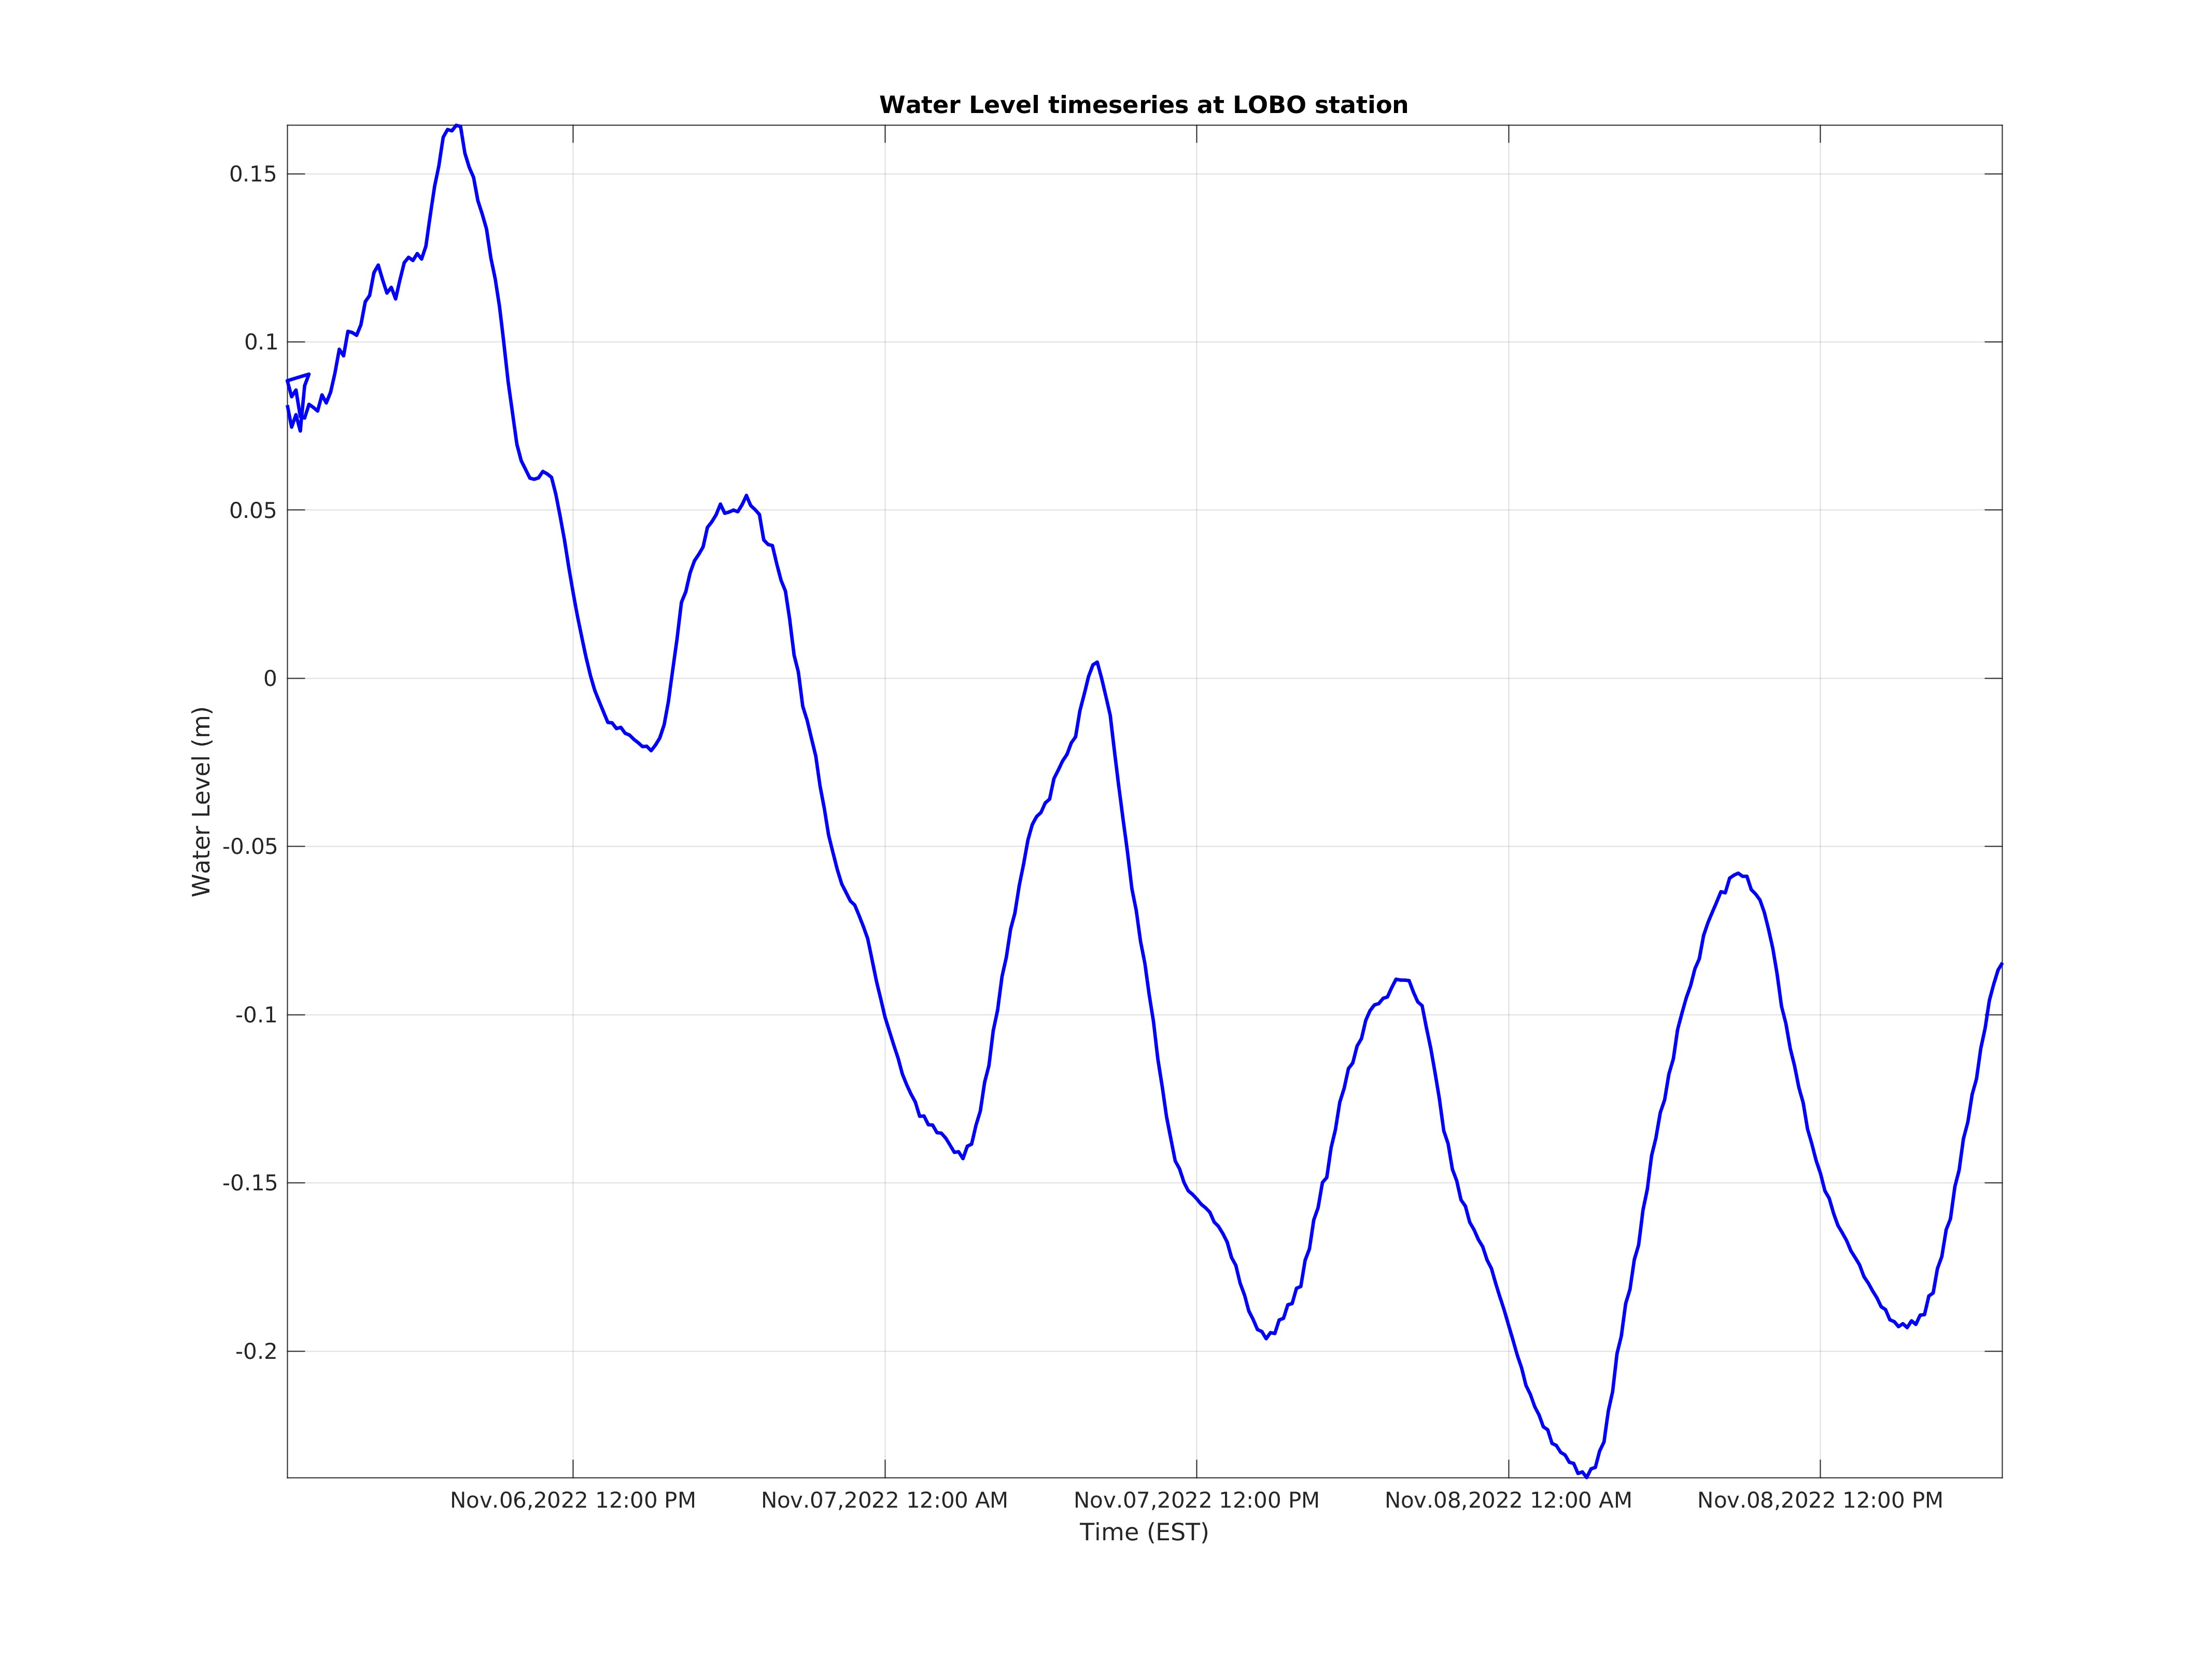 Water Level timeseries at LOBO station
0.15
0.1
0.05
0
-0.05
-0.1
-0.15
-0.2
Water Level (m)
Nov.06,2022 12:00 PM
Nov.07,2022 12:00 AM
Nov.07,2022 12:00 PM
Nov.08,2022 12:00 AM
Nov.08,2022 12:00 PM
Time (EST)